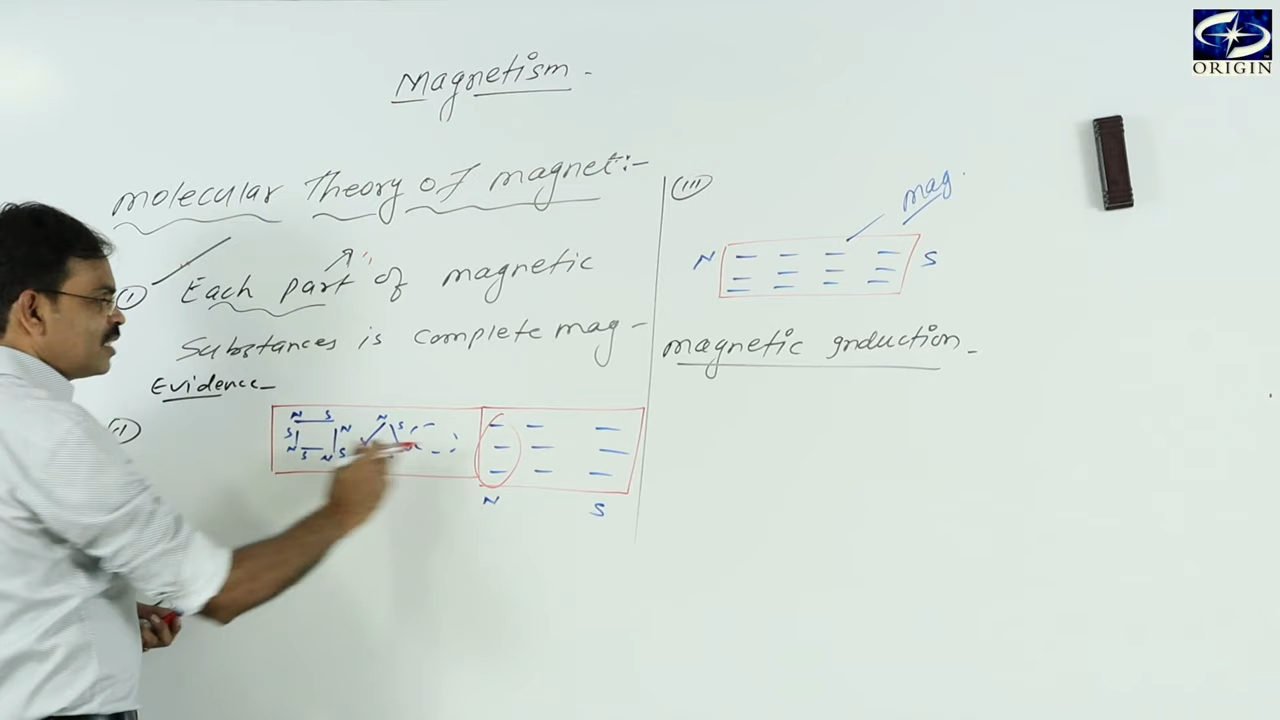 ORIGIN
Magnetism -
molecular Theory of magnet:-
(I) Each part of magnetic
Substances is complete mag-
Evidence-
(II)
N S N
S N S
N S N S
N S
(III)
mag.
N S
magnetic induction -